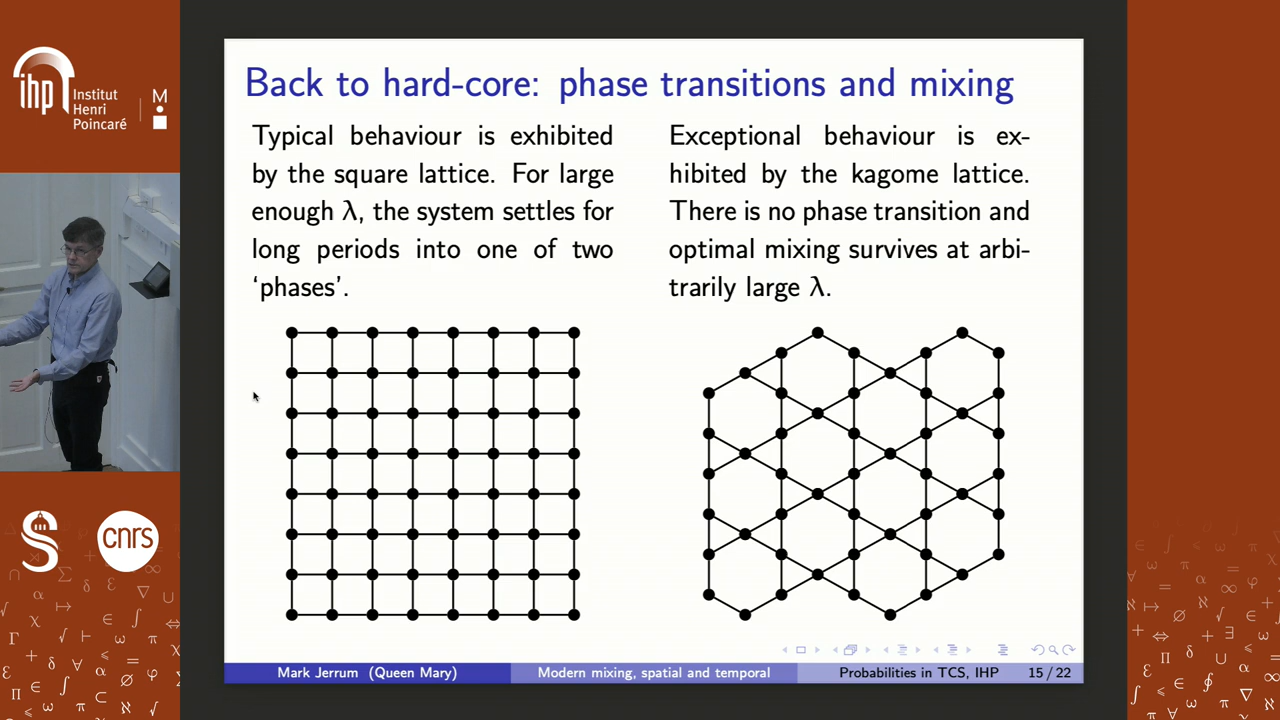 ihp
Institut
Henri
Poincaré
M
Back to hard-core: phase transitions and mixing
Typical behaviour is exhibited
by the square lattice. For large
enough λ, the system settles for
long periods into one of two
‘phases’.
Exceptional behaviour is ex-
hibited by the kagome lattice.
There is no phase transition and
optimal mixing survives at arbi-
trarily large λ.
S
cnrs
Mark Jerrum (Queen Mary)
Modern mixing, spatial and temporal
Probabilities in TCS, IHP
15 / 22